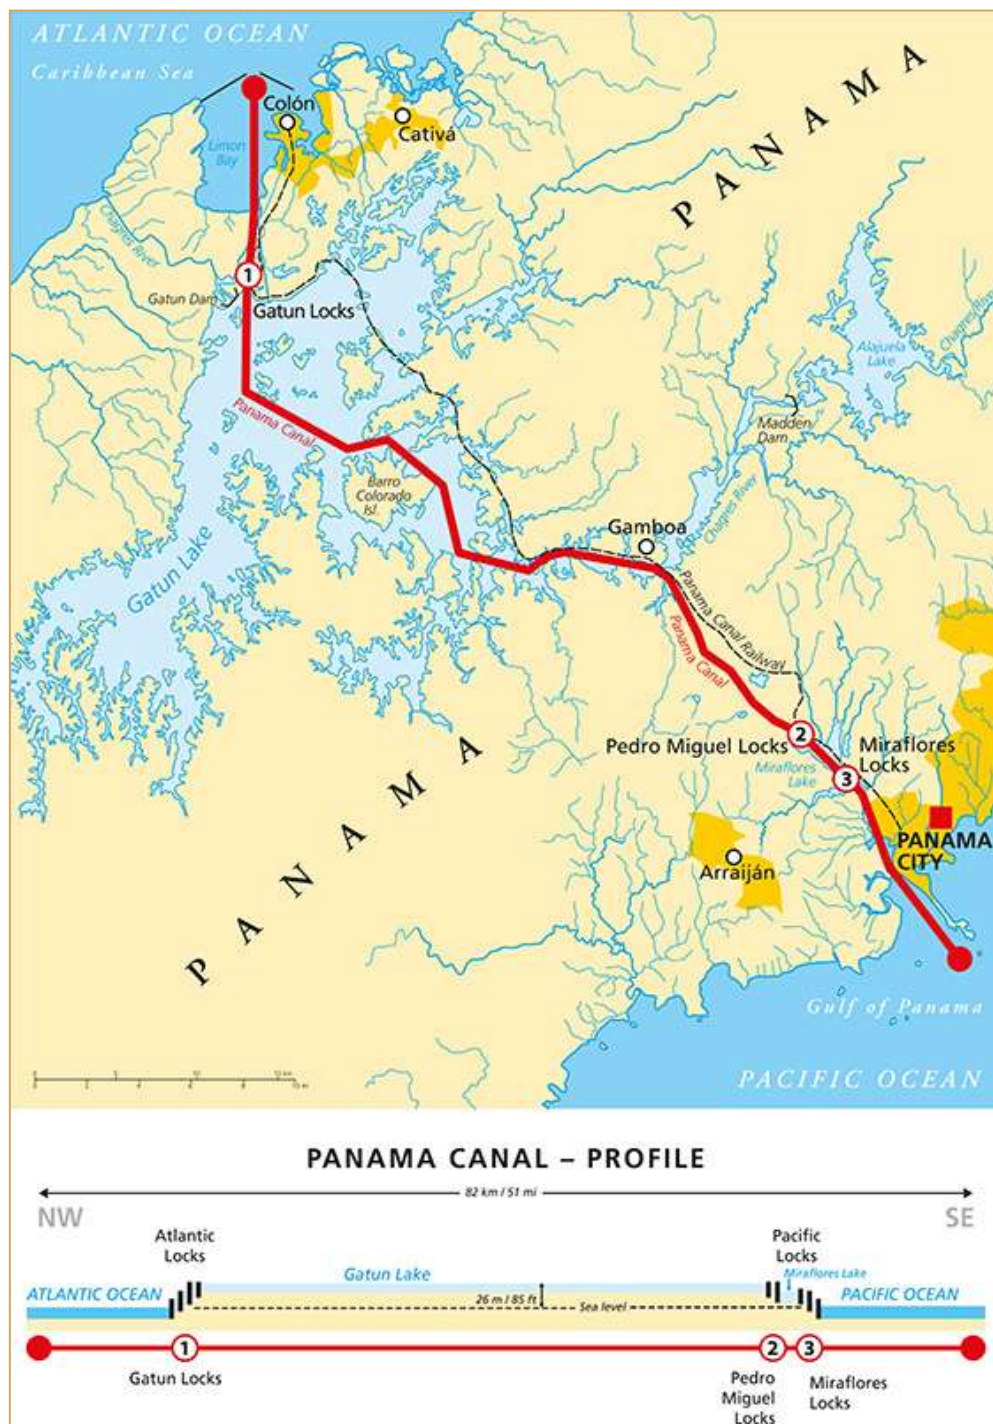 ATLANTIC OCEAN
Caribbean Sea
Colón
Cativá
Limon
Bay
PANAMA
Chagres River
1
Gatun Dam
Gatun Locks
Chagres River
Alajuela
Lake
Panama Canal
Madden
Dam
Barro
Colorado
Isl.
Gamboa
Chagres River
Gatun Lake
Panama Canal Railway
Panama Canal
2
Pedro Miguel Locks
Miraflores
Locks
Miraflores
Lake
3
PANAMA
PANAMA
CITY
Arraiján
Gulf of Panama
PACIFIC OCEAN
PANAMA CANAL – PROFILE
82 km / 51 mi
NW
SE
Atlantic
Locks
Pacific
Locks
Gatun Lake
Miraflores Lake
ATLANTIC OCEAN
26 m / 85 ft
Sea level
PACIFIC OCEAN
1
2
3
Gatun Locks
Pedro
Miguel
Locks
Miraflores
Locks